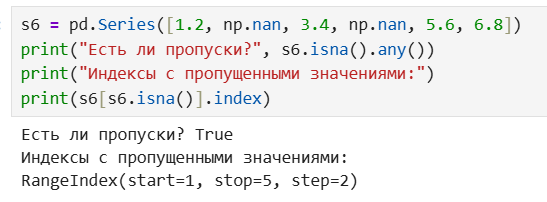 s6 = pd.Series([1.2, np.nan, 3.4, np.nan, 5.6, 6.8])
print("Есть ли пропуски?", s6.isna().any())
print("Индексы с пропущенными значениями:")
print(s6[s6.isna()].index)
Есть ли пропуски? True
Индексы с пропущенными значениями:
RangeIndex(start=1, stop=5, step=2)